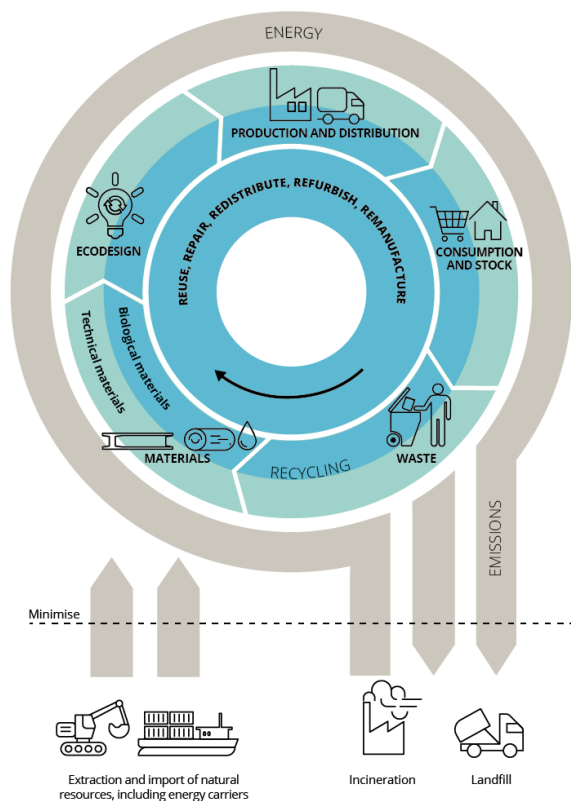 ENERGY
PRODUCTION AND DISTRIBUTION
REUSE, REPAIR, REDISTRIBUTE, REFURBISH, REMANUFACTURE
ECODESIGN
CONSUMPTION
AND STOCK
Technical materials
Biological materials
MATERIALS
RECYCLING
WASTE
EMISSIONS
Minimise
Extraction and import of natural
resources, including energy carriers
Incineration
Landfill